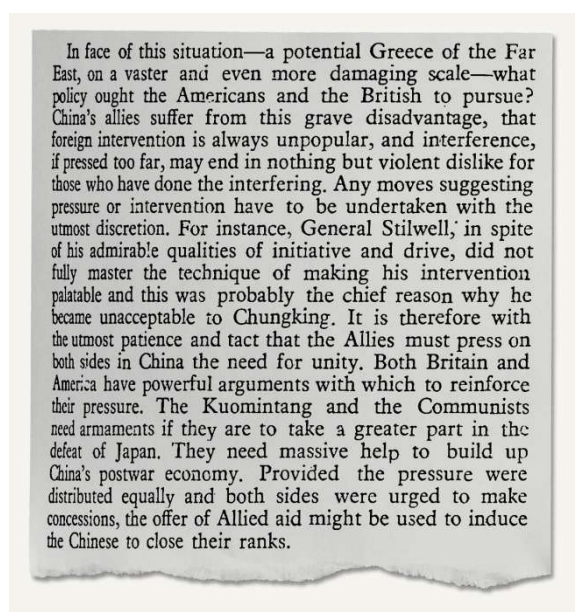 In face of this situation—a potential Greece of the Far
East, on a vaster and even more damaging scale—what
policy ought the Americans and the British to pursue?
China's allies suffer from this grave disadvantage, that
foreign intervention is always unpopular, and interference,
if pressed too far, may end in nothing but violent dislike for
those who have done the interfering. Any moves suggesting
pressure or intervention have to be undertaken with the
utmost discretion. For instance, General Stilwell, in spite
of his admirable qualities of initiative and drive, did not
fully master the technique of making his intervention
palatable and this was probably the chief reason why he
became unacceptable to Chungking. It is therefore with
the utmost patience and tact that the Allies must press on
both sides in China the need for unity. Both Britain and
America have powerful arguments with which to reinforce
their pressure. The Kuomintang and the Communists
need armaments if they are to take a greater part in the
defeat of Japan. They need massive help to build up
China's postwar economy. Provided the pressure were
distributed equally and both sides were urged to make
concessions, the offer of Allied aid might be used to induce
the Chinese to close their ranks.